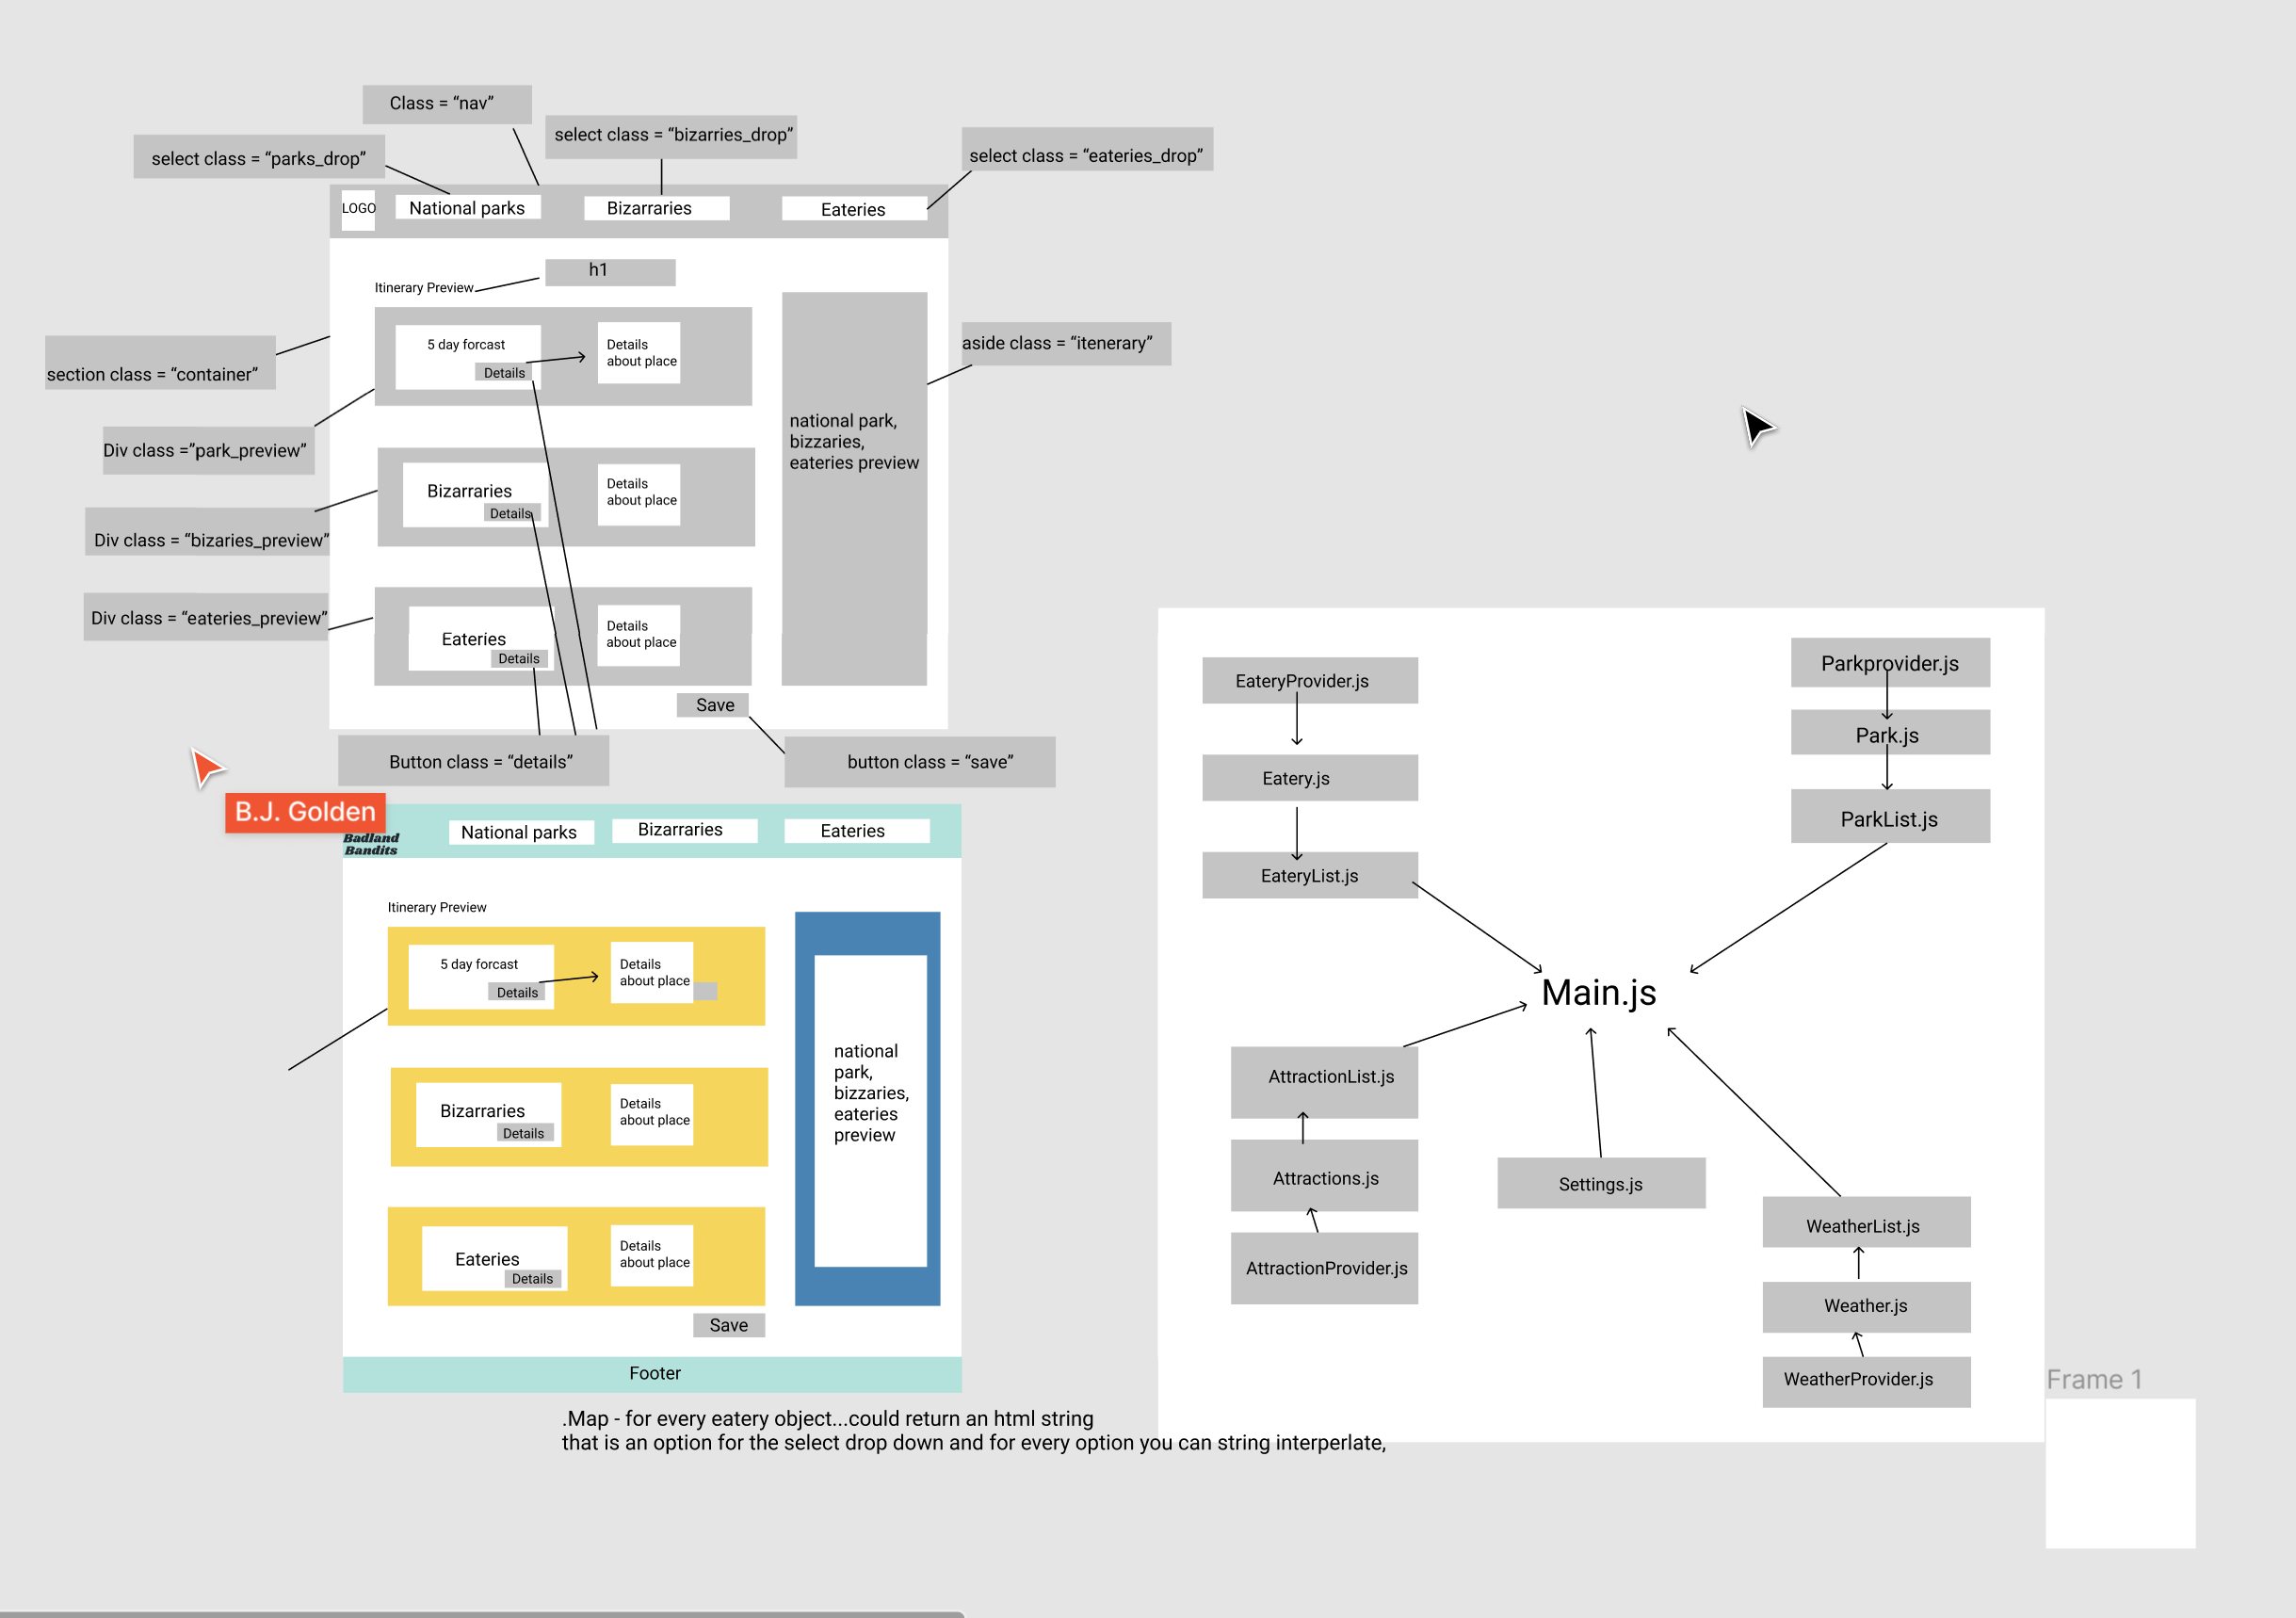 Class = “nav”
select class = “bizarries_drop”
select class = “parks_drop”
select class = “eateries_drop”
LOGO
National parks
Bizarraries
Eateries
h1
Itinerary Preview
5 day forcast
Details
Details
about place
section class = “container”
aside class = “itenerary”
national park,
bizzaries,
eateries preview
Div class =”park_preview”
Bizarraries
Details
Details
about place
Div class = “bizaries_preview”
Div class = “eateries_preview”
Eateries
Details
Details
about place
Save
Button class = “details”
button class = “save”
B.J. Golden
Badland
Bandits
National parks
Bizarraries
Eateries
Itinerary Preview
5 day forcast
Details
Details
about place
national
park,
bizzaries,
eateries
preview
Bizarraries
Details
Details
about place
Eateries
Details
Details
about place
Save
Footer
.Map - for every eatery object...could return an html string
that is an option for the select drop down and for every option you can string interperlate,
EateryProvider.js
Eatery.js
EateryList.js
Parkprovider.js
Park.js
ParkList.js
Main.js
AttractionList.js
Attractions.js
AttractionProvider.js
Settings.js
WeatherList.js
Weather.js
WeatherProvider.js
Frame 1